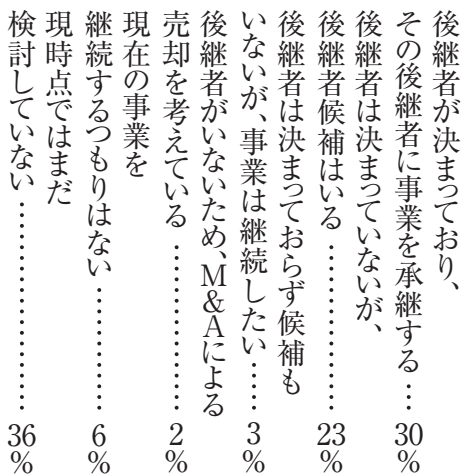 後継者が決まっており、
その後継者に事業を承継する…30%
後継者は決まっていないが、
後継者候補はいる…………………23%
後継者は決まっておらず候補も
いないが、事業は継続したい……3%
後継者がいないため、M&Aによる
売却を考えている…………………2%
現在の事業を
継続するつもりはない……………6%
現時点ではまだ
検討していない……………………36%